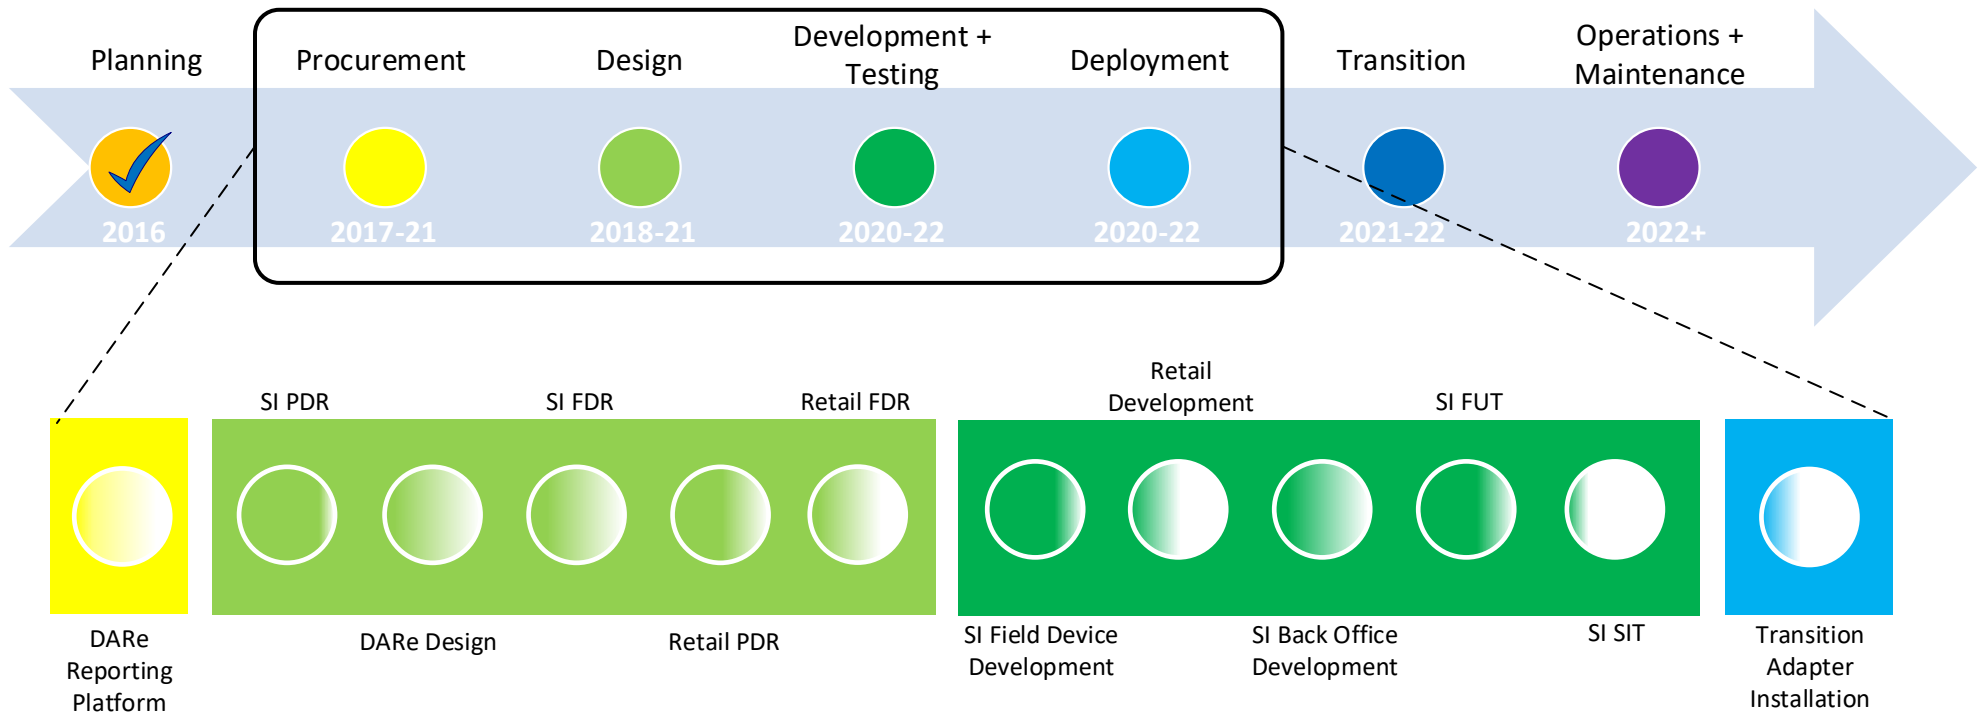 Planning
Procurement
Design
Development +
Testing
Deployment
Transition
Operations +
Maintenance
2016
2017-21
2018-21
2020-22
2020-22
2021-22
2022+
SI PDR
SI FDR
Retail FDR
Retail
Development
SI FUT
DARe
Reporting
Platform
DARe Design
Retail PDR
SI Field Device
Development
SI Back Office
Development
SI SIT
Transition
Adapter
Installation